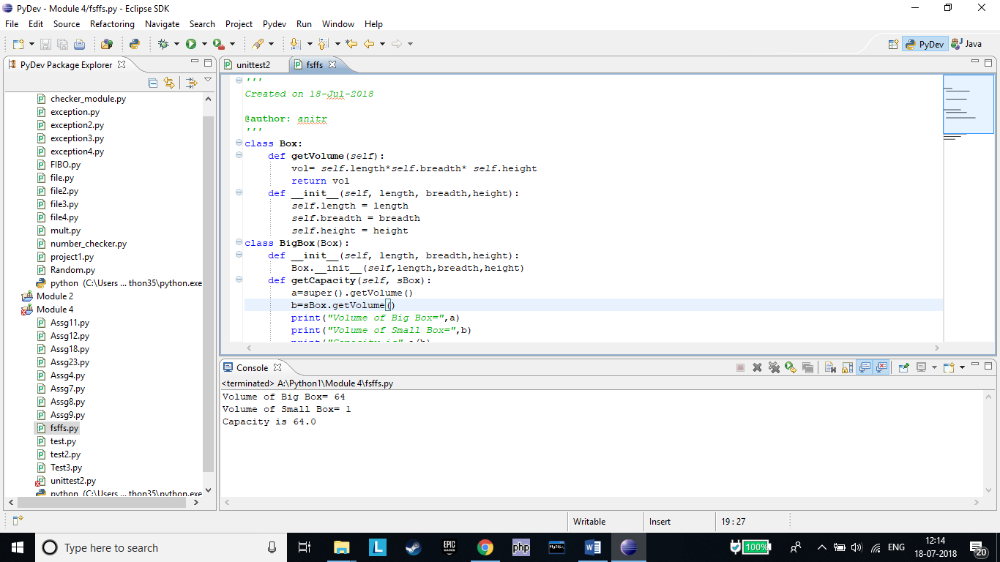 PyDev - Module 4/fsffs.py - Eclipse SDK
File Edit Source Refactoring Navigate Search Project Pydev Run Window Help
PyDev Java
PyDev Package Explorer
checker_module.py
exception.py
exception2.py
exception3.py
exception4.py
FIBO.py
file.py
file2.py
file3.py
file4.py
mult.py
number_checker.py
project1.py
Random.py
python (C:\Users ... thon35\python.exe
Module 2
Module 4
Assg11.py
Assg12.py
Assg18.py
Assg23.py
Assg4.py
Assg7.py
Assg8.py
Assg9.py
fsffs.py
test.py
test2.py
Test3.py
unittest2.py
python (C:\Users ... thon35\python.exe
unittest2 fsffs
'''
Created on 18-Jul-2018
@author: anitr
'''
class Box:
def getVolume(self):
vol= self.length*self.breadth* self.height
return vol
def __init__(self, length, breadth,height):
self.length = length
self.breadth = breadth
self.height = height
class BigBox(Box):
def __init__(self, length, breadth,height):
Box.__init__(self,length,breadth,height)
def getCapacity(self, sBox):
a=super().getVolume()
b=sBox.getVolume()
print("Volume of Big Box=",a)
print("Volume of Small Box=",b)
print("Capacity is",a/b)
Console
<terminated> A:\Python1\Module 4\fsffs.py
Volume of Big Box= 64
Volume of Small Box= 1
Capacity is 64.0
Writable Insert 19 : 27
Type here to search
L
EPIC GAMES
php
MySQL
W
100%
ENG
12:14
18-07-2018
20